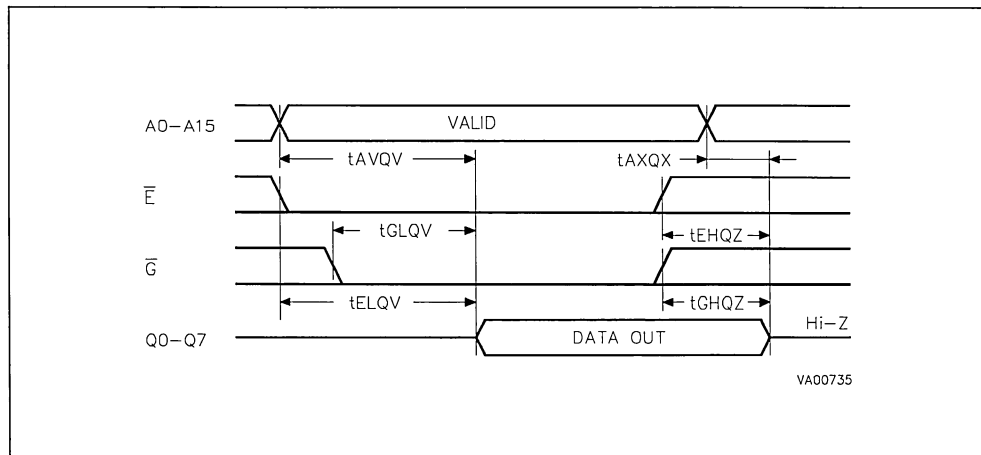 A0-A15
VALID
tAVQV
tAXQX
E̅
tGLQV
tEHQZ
G̅
tELQV
tGHQZ
Q0-Q7
DATA OUT
Hi-Z
VA00735